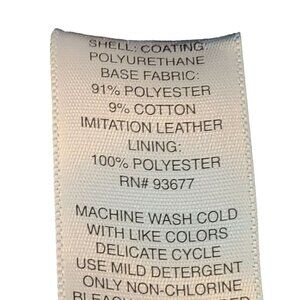 SHELL: COATING
POLYURETHANE
BASE FABRIC:
91% POLYESTER
9% COTTON
IMITATION LEATHER
LINING:
100% POLYESTER
RN# 93677
MACHINE WASH COLD
WITH LIKE COLORS
DELICATE CYCLE
USE MILD DETERGENT
ONLY NON-CHLORINE
BLEACH